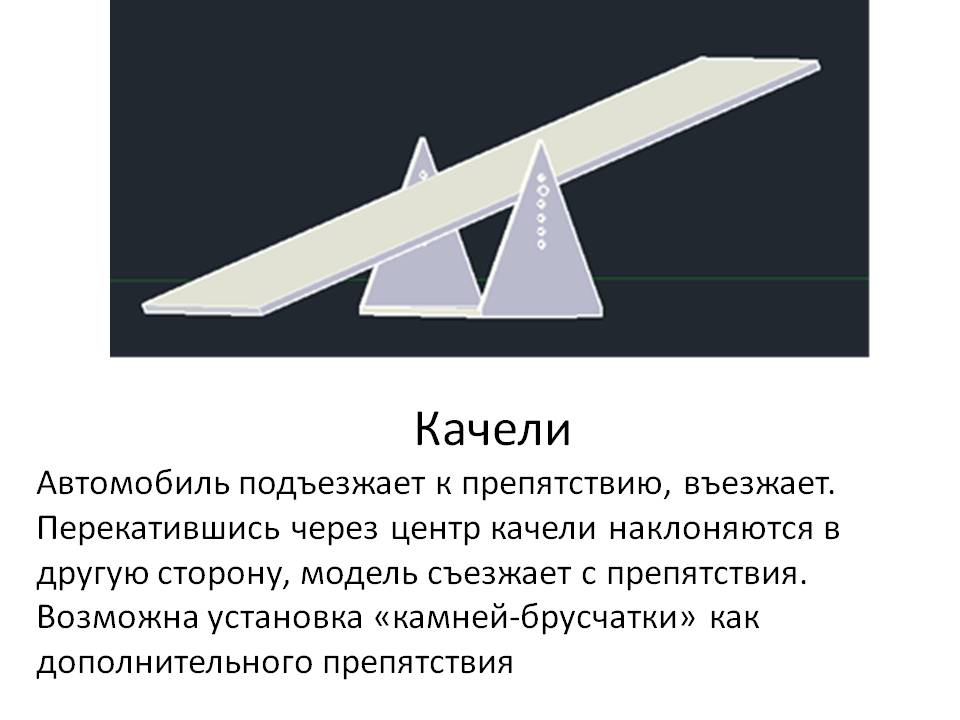 Качели
Автомобиль подъезжает к препятствию, въезжает.
Перекатившись через центр качели наклоняются в
другую сторону, модель съезжает с препятствия.
Возможна установка «камней-брусчатки» как
дополнительного препятствия